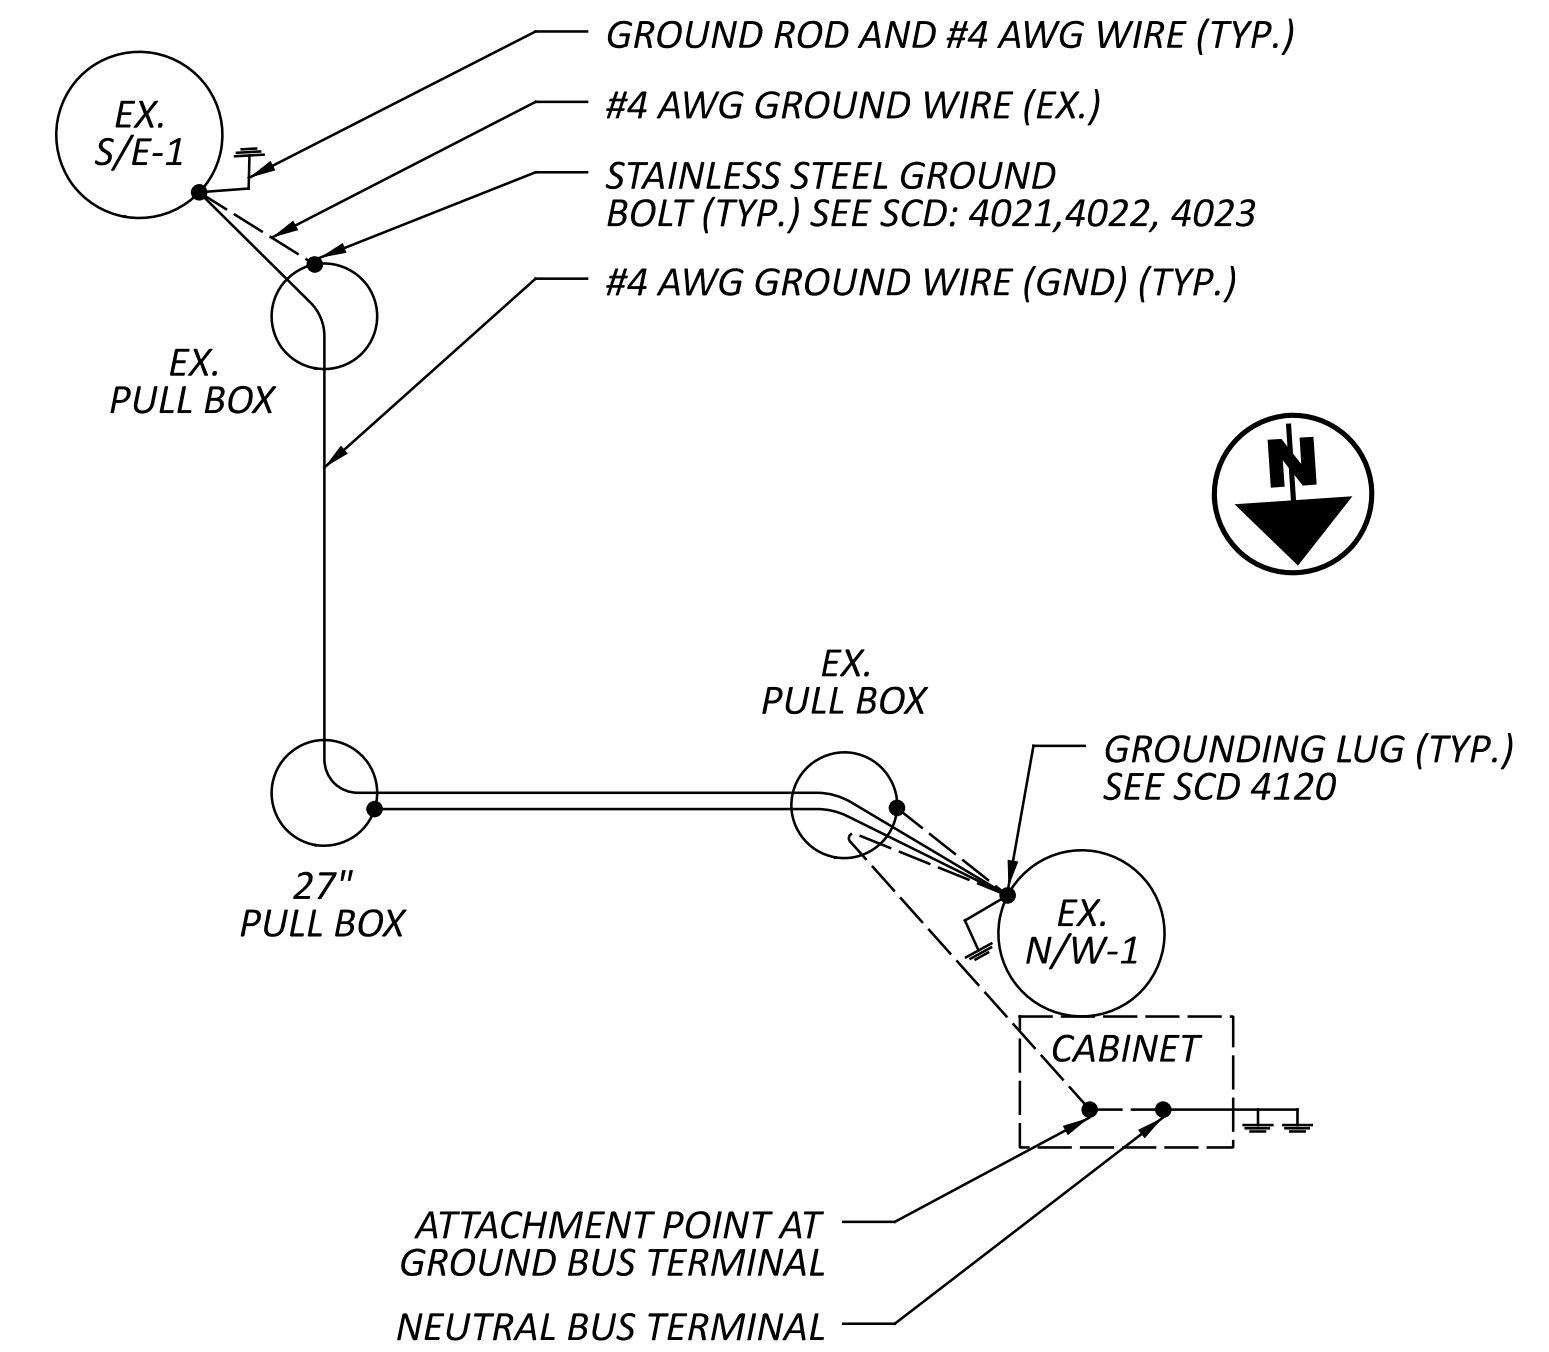 GROUND ROD AND #4 AWG WIRE (TYP.)
EX.
S/E-1
#4 AWG GROUND WIRE (EX.)
STAINLESS STEEL GROUND
BOLT (TYP.) SEE SCD: 4021,4022, 4023
#4 AWG GROUND WIRE (GND) (TYP.)
EX.
PULL BOX
N
EX.
PULL BOX
GROUNDING LUG (TYP.)
SEE SCD 4120
27"
PULL BOX
EX.
N/W-1
CABINET
ATTACHMENT POINT AT
GROUND BUS TERMINAL
NEUTRAL BUS TERMINAL